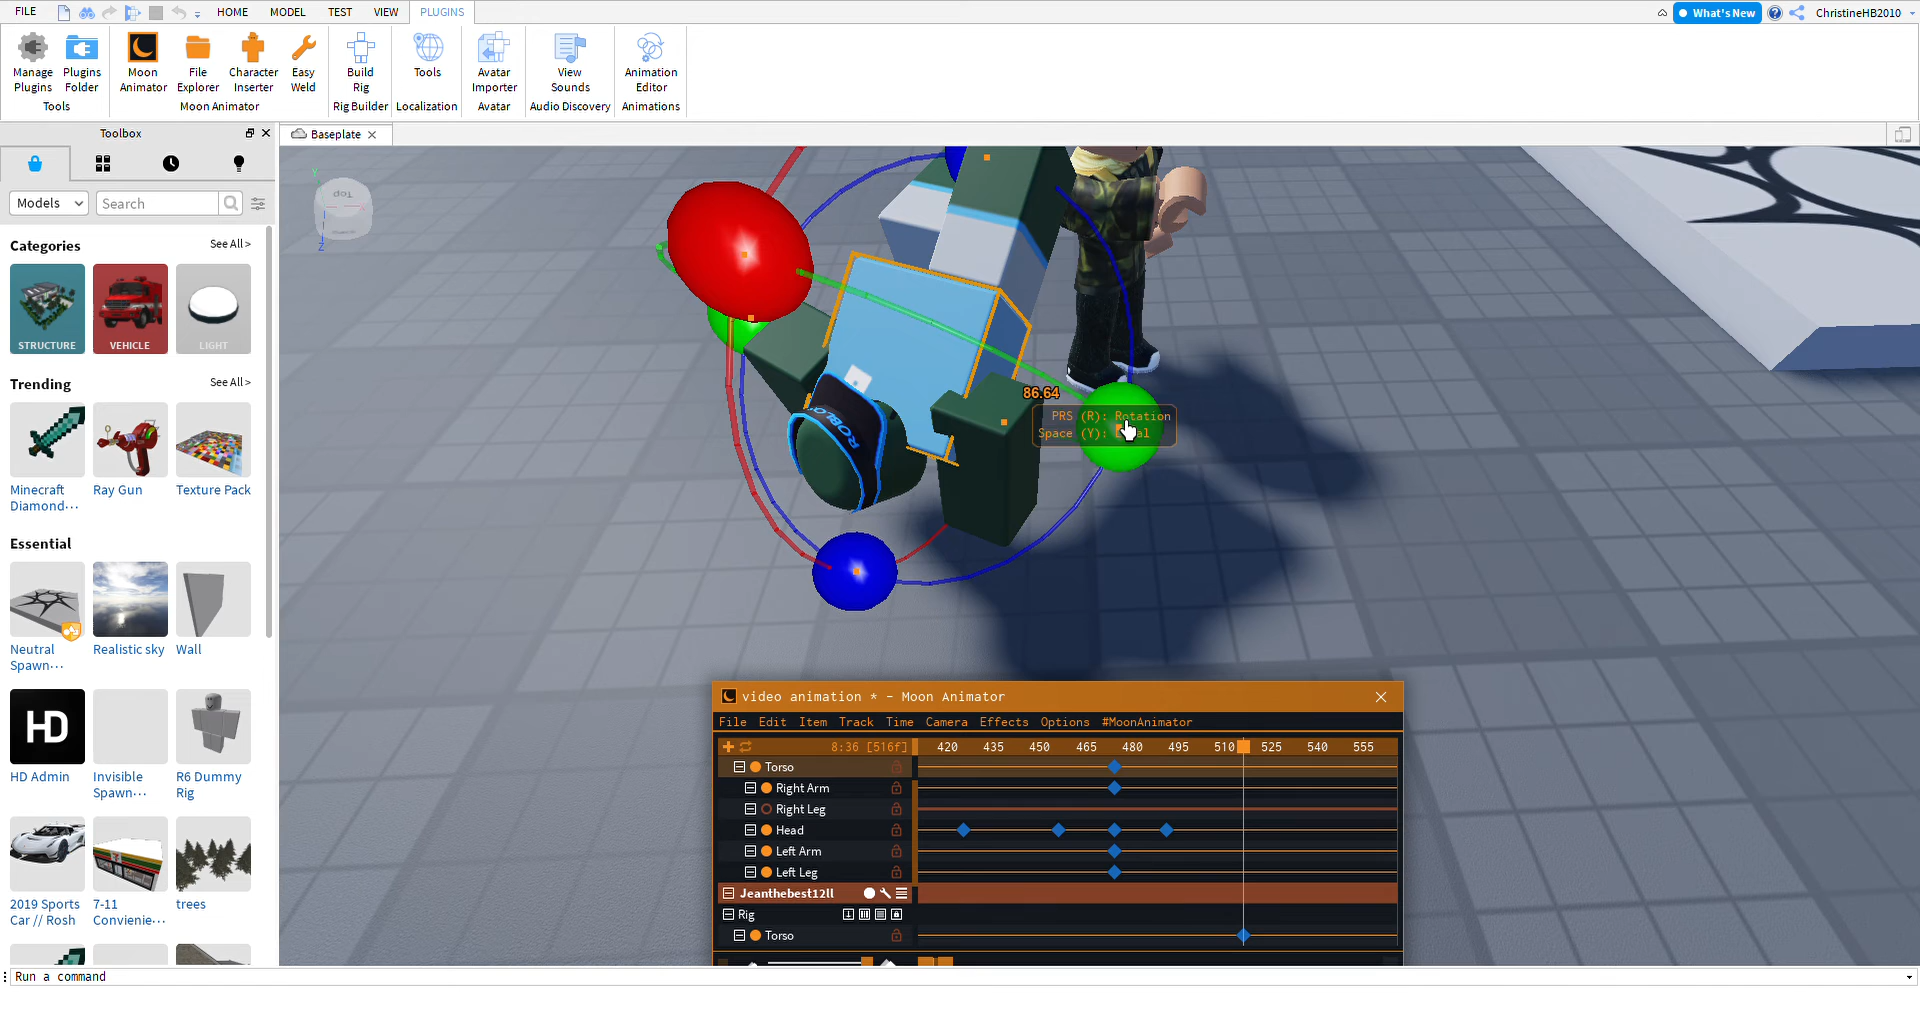 FILE HOME MODEL TEST VIEW PLUGINS What's New ChristineHB2010
Manage Plugins Plugins Folder Moon Animator File Explorer Character Inserter Easy Weld Build Rig Tools Avatar Importer View Sounds Animation Editor
Tools Moon Animator Rig Builder Localization Avatar Audio Discovery Animations
Toolbox Baseplate
Models Search
Top
Categories See All >
STRUCTURE VEHICLE LIGHT
Trending See All >
Minecraft Diamond... Ray Gun Texture Pack
Essential
Neutral Spawn... Realistic sky Wall
HD
HD Admin Invisible Spawn... R6 Dummy Rig
2019 Sports Car // Rosh 7-11 Convienie... trees
86.64
PRS (R): Rotation
Space (Y):
video animation * - Moon Animator
File Edit Item Track Time Camera Effects Options #MoonAnimator
8:36 [516f] 420 435 450 465 480 495 510 525 540 555
Torso
Right Arm
Right Leg
Head
Left Arm
Left Leg
Jeanthebest12ll
Rig
Torso
Run a command